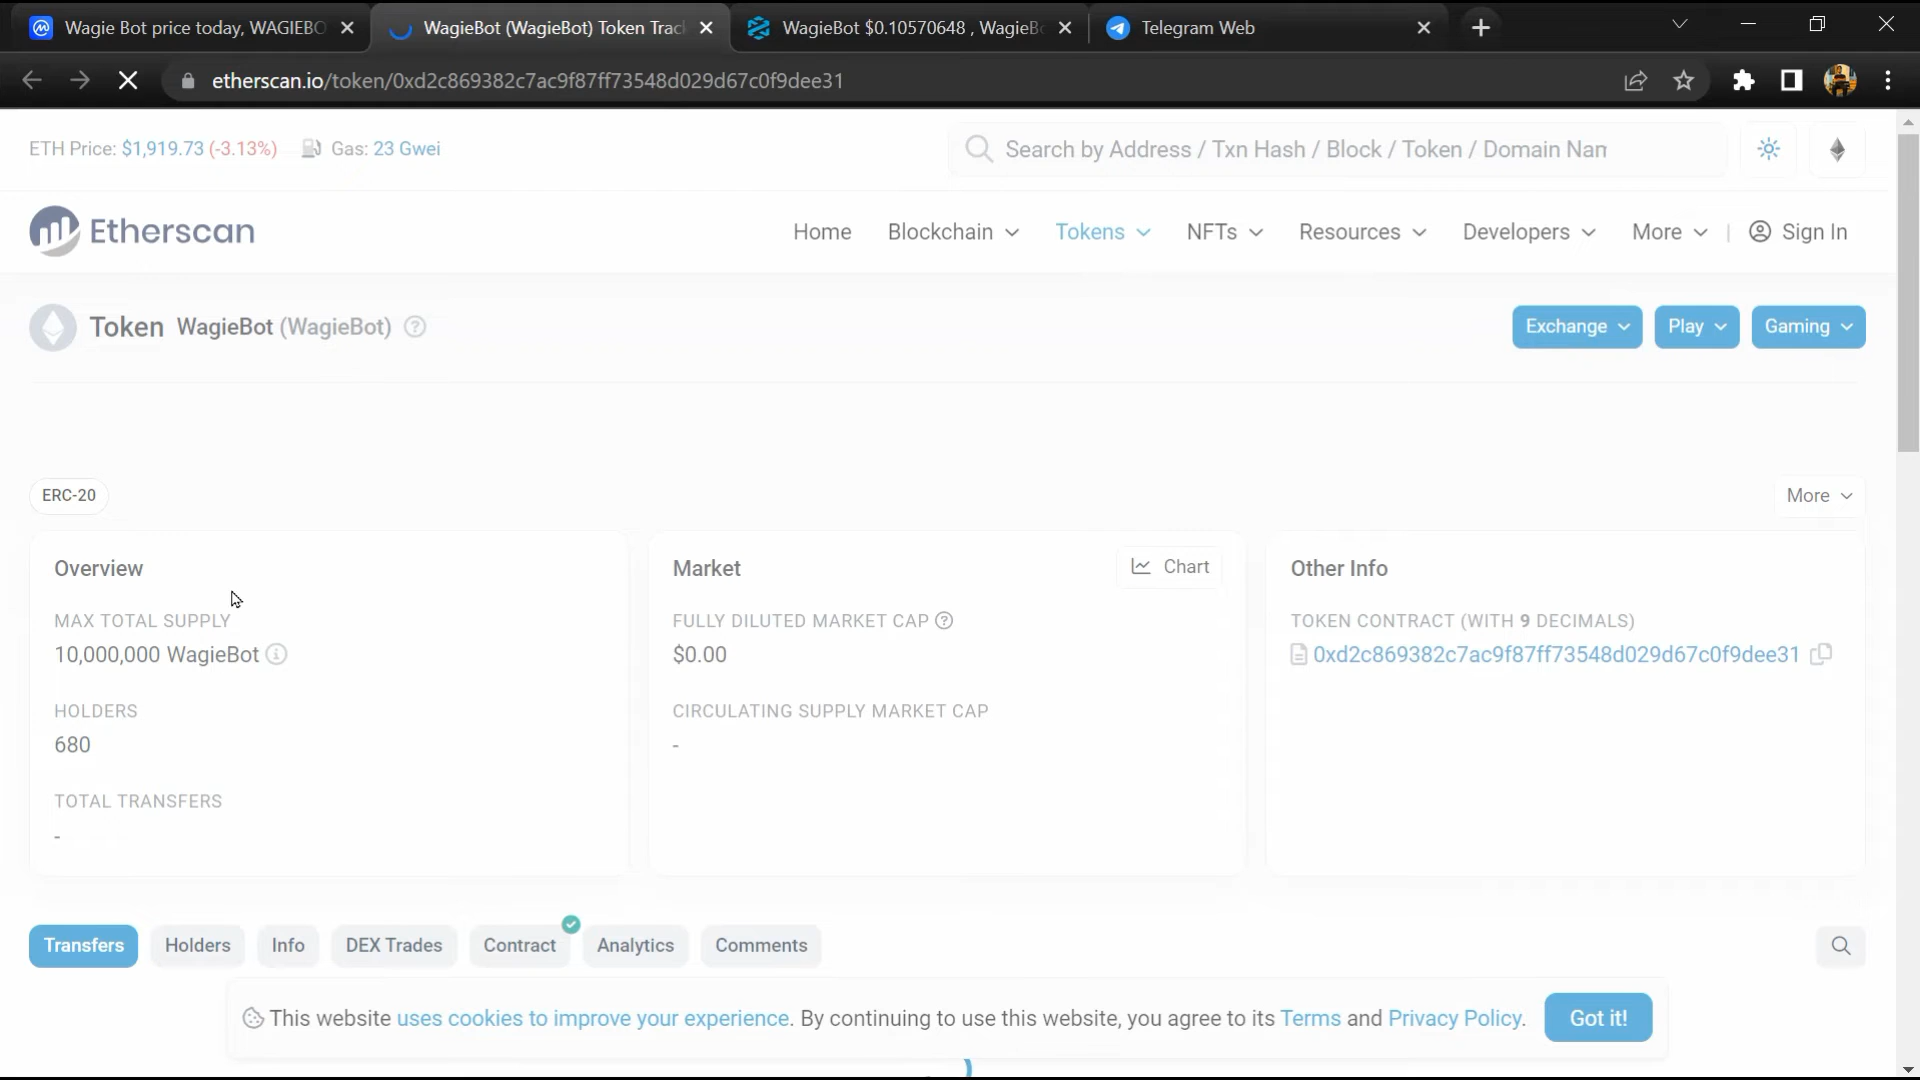 Wagie Bot price today, WAGIEBO
WagieBot (WagieBot) Token Trac
WagieBot $0.10570648 , WagieB
Telegram Web
etherscan.io/token/0xd2c869382c7ac9f87ff73548d029d67c0f9dee31
ETH Price: $1,919.73 (-3.13%) Gas: 23 Gwei
Search by Address / Txn Hash / Block / Token / Domain Nam
Etherscan
Home Blockchain Tokens NFTs Resources Developers More | Sign In
Token WagieBot (WagieBot)
Exchange Play Gaming
ERC-20
More
Overview
MAX TOTAL SUPPLY
10,000,000 WagieBot
HOLDERS
680
TOTAL TRANSFERS
-
Market
Chart
FULLY DILUTED MARKET CAP
$0.00
CIRCULATING SUPPLY MARKET CAP
-
Other Info
TOKEN CONTRACT (WITH 9 DECIMALS)
0xd2c869382c7ac9f87ff73548d029d67c0f9dee31
Transfers Holders Info DEX Trades Contract Analytics Comments
This website uses cookies to improve your experience. By continuing to use this website, you agree to its Terms and Privacy Policy.
Got it!